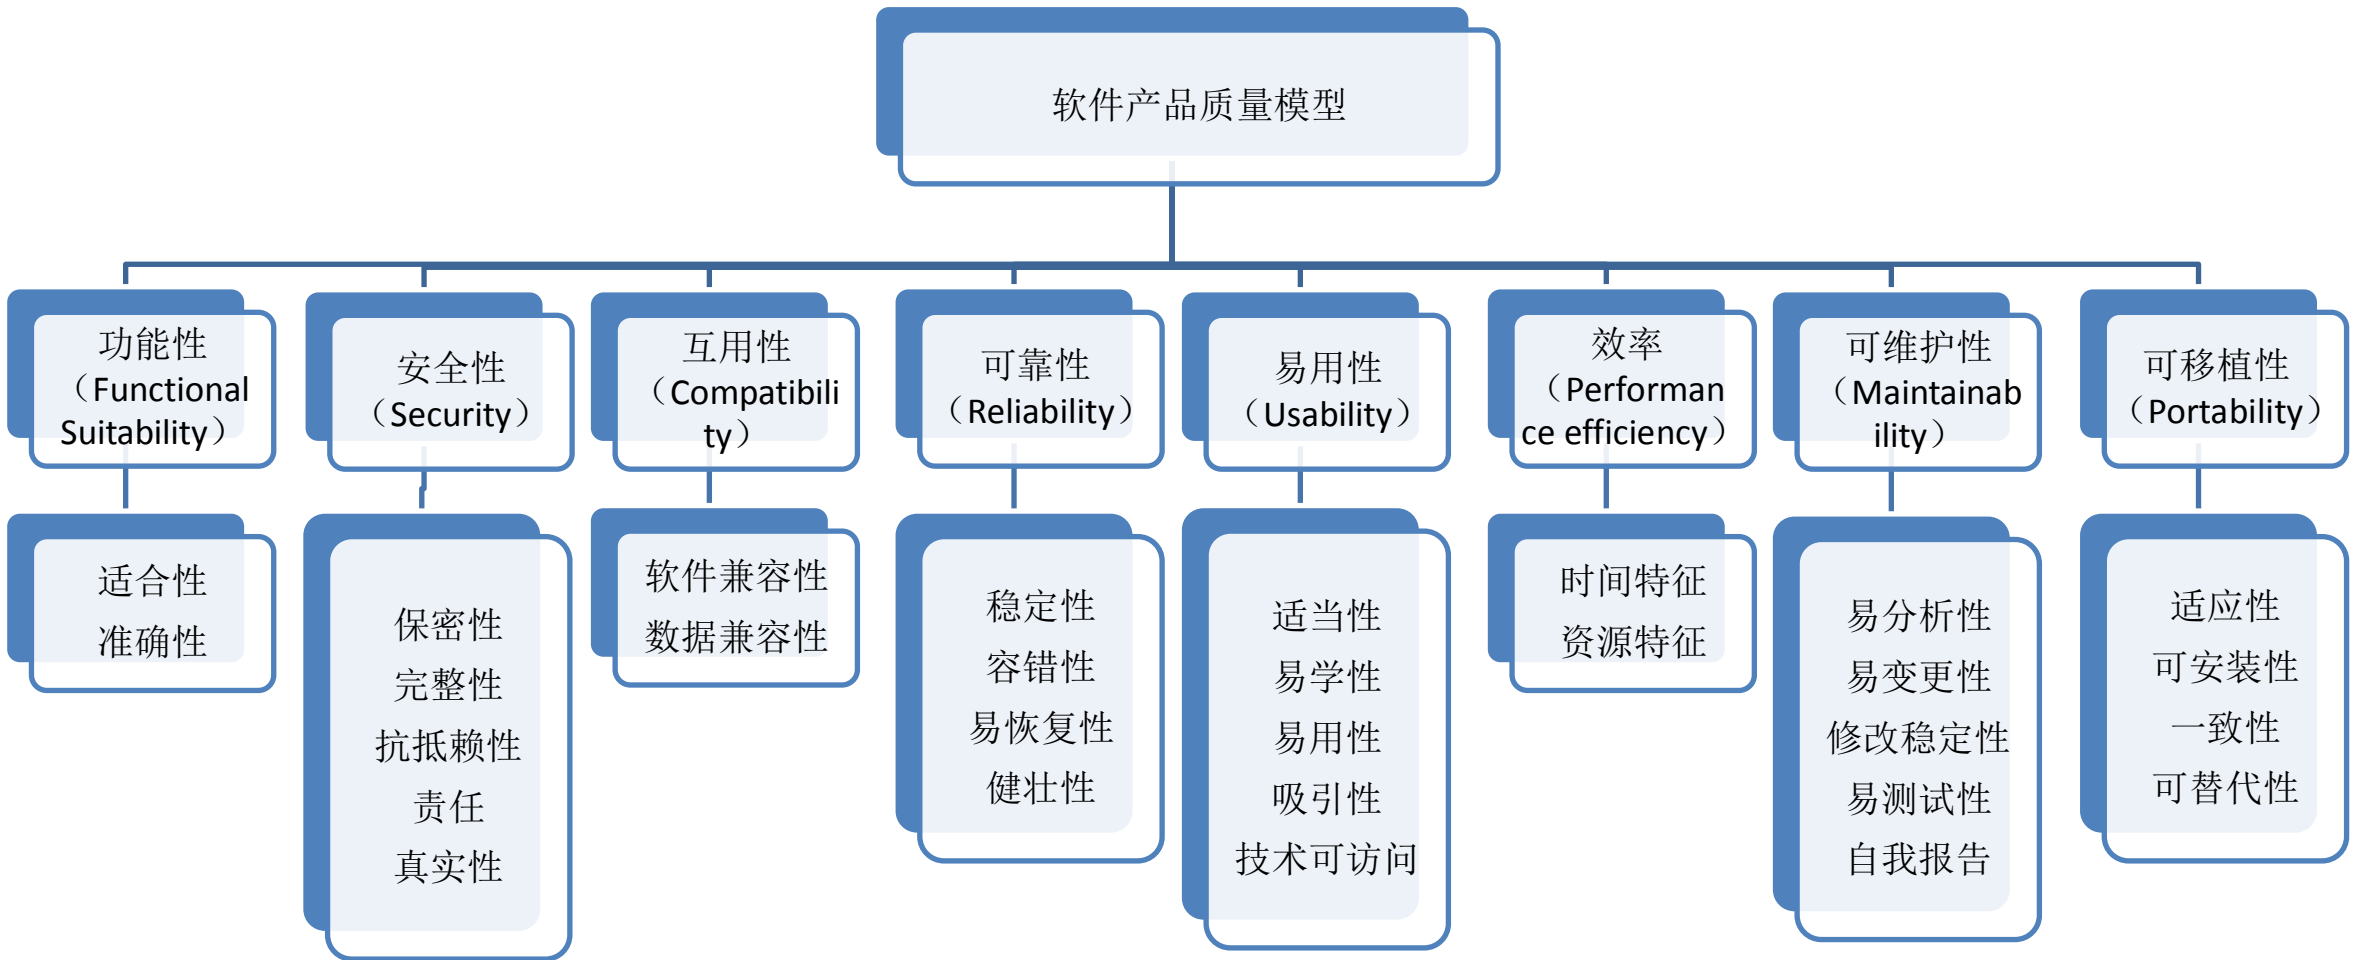 软件产品质量模型
功能性
（Functional
Suitability）
安全性
（Security）
互用性
（Compatibili
ty）
可靠性
（Reliability）
易用性
（Usability）
效率
（Performan
ce efficiency）
可维护性
（Maintainab
ility）
可移植性
（Portability）
适合性
准确性
保密性
完整性
抗抵赖性
责任
真实性
软件兼容性
数据兼容性
稳定性
容错性
易恢复性
健壮性
适当性
易学性
易用性
吸引性
技术可访问
时间特征
资源特征
易分析性
易变更性
修改稳定性
易测试性
自我报告
适应性
可安装性
一致性
可替代性